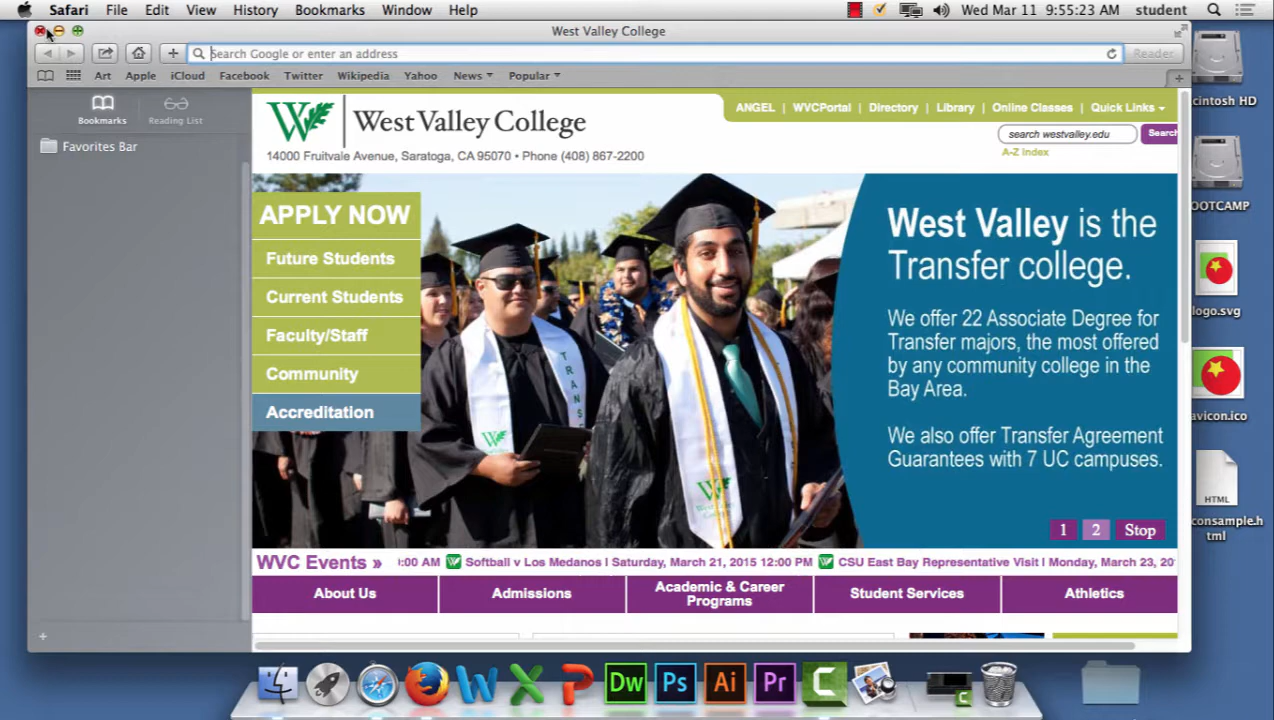 Safari File Edit View History Bookmarks Window Help Wed Mar 11 9:55:23 AM student
West Valley College
Search Google or enter an address Reader
Art Apple iCloud Facebook Twitter Wikipedia Yahoo News Popular
Bookmarks Reading List
Favorites Bar
West Valley College
14000 Fruitvale Avenue, Saratoga, CA 95070 • Phone (408) 867-2200
ANGEL | WVCPortal | Directory | Library | Online Classes | Quick Links
search westvalley.edu Search
A-Z Index
APPLY NOW
Future Students
Current Students
Faculty/Staff
Community
Accreditation
TRANS
West Valley is the
Transfer college.
We offer 22 Associate Degree for
Transfer majors, the most offered
by any community college in the
Bay Area.
We also offer Transfer Agreement
Guarantees with 7 UC campuses.
1 2 Stop
WVC Events » :00 AM Softball v Los Medanos I Saturday, March 21, 2015 12:00 PM CSU East Bay Representative Visit I Monday, March 23, 20
About Us
Admissions
Academic & Career
Programs
Student Services
Athletics
cintosh HD
OOTCAMP
logo.svg
avicon.ico
HTML
consample.h
tml
Dw Ps Ai Pr